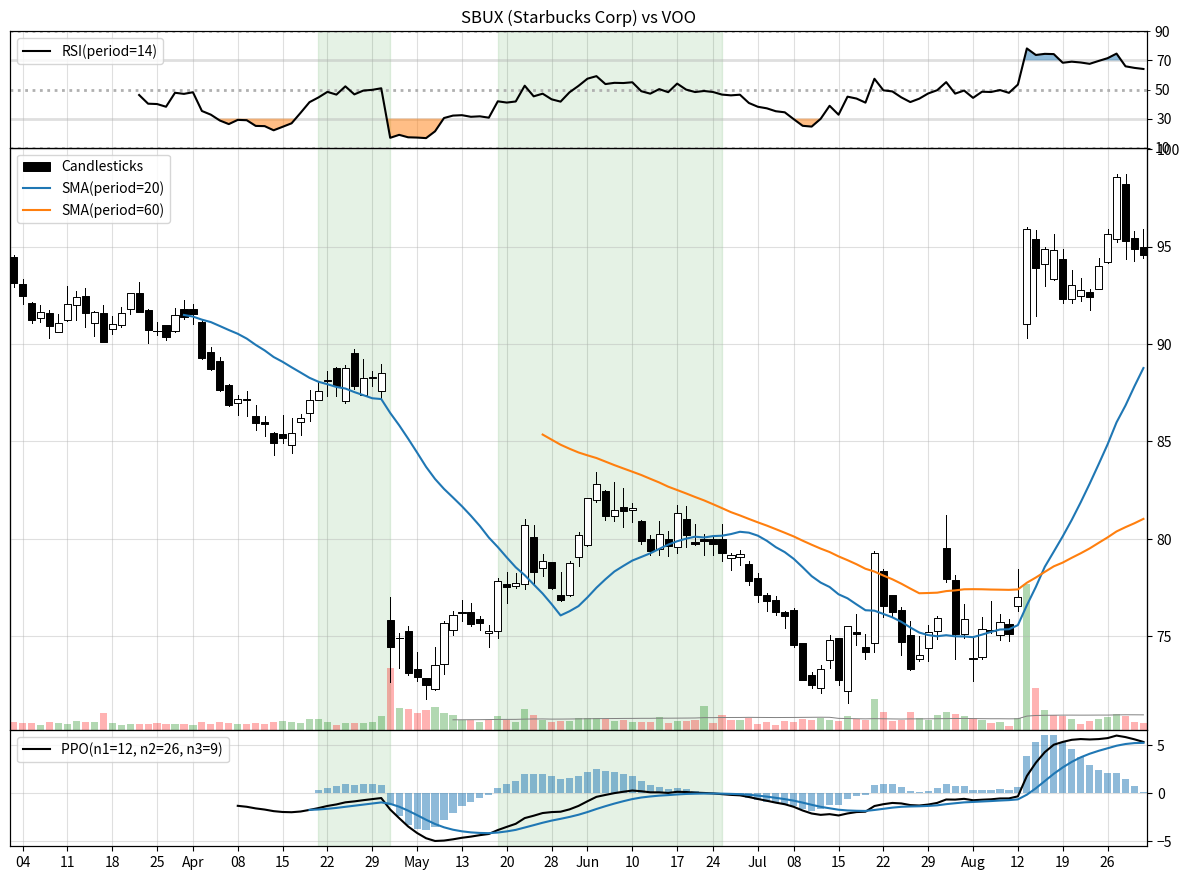 SBUX (Starbucks Corp) vs VOO
RSI(period=14)
90
70
50
30
10
Candlesticks
SMA(period=20)
SMA(period=60)
100
95
90
85
80
75
PPO(n1=12, n2=26, n3=9)
5
0
−5
04 11 18 25 Apr 08 15 22 29 May 13 20 28 Jun 10 17 24 Jul 08 15 22 29 Aug 12 19 26